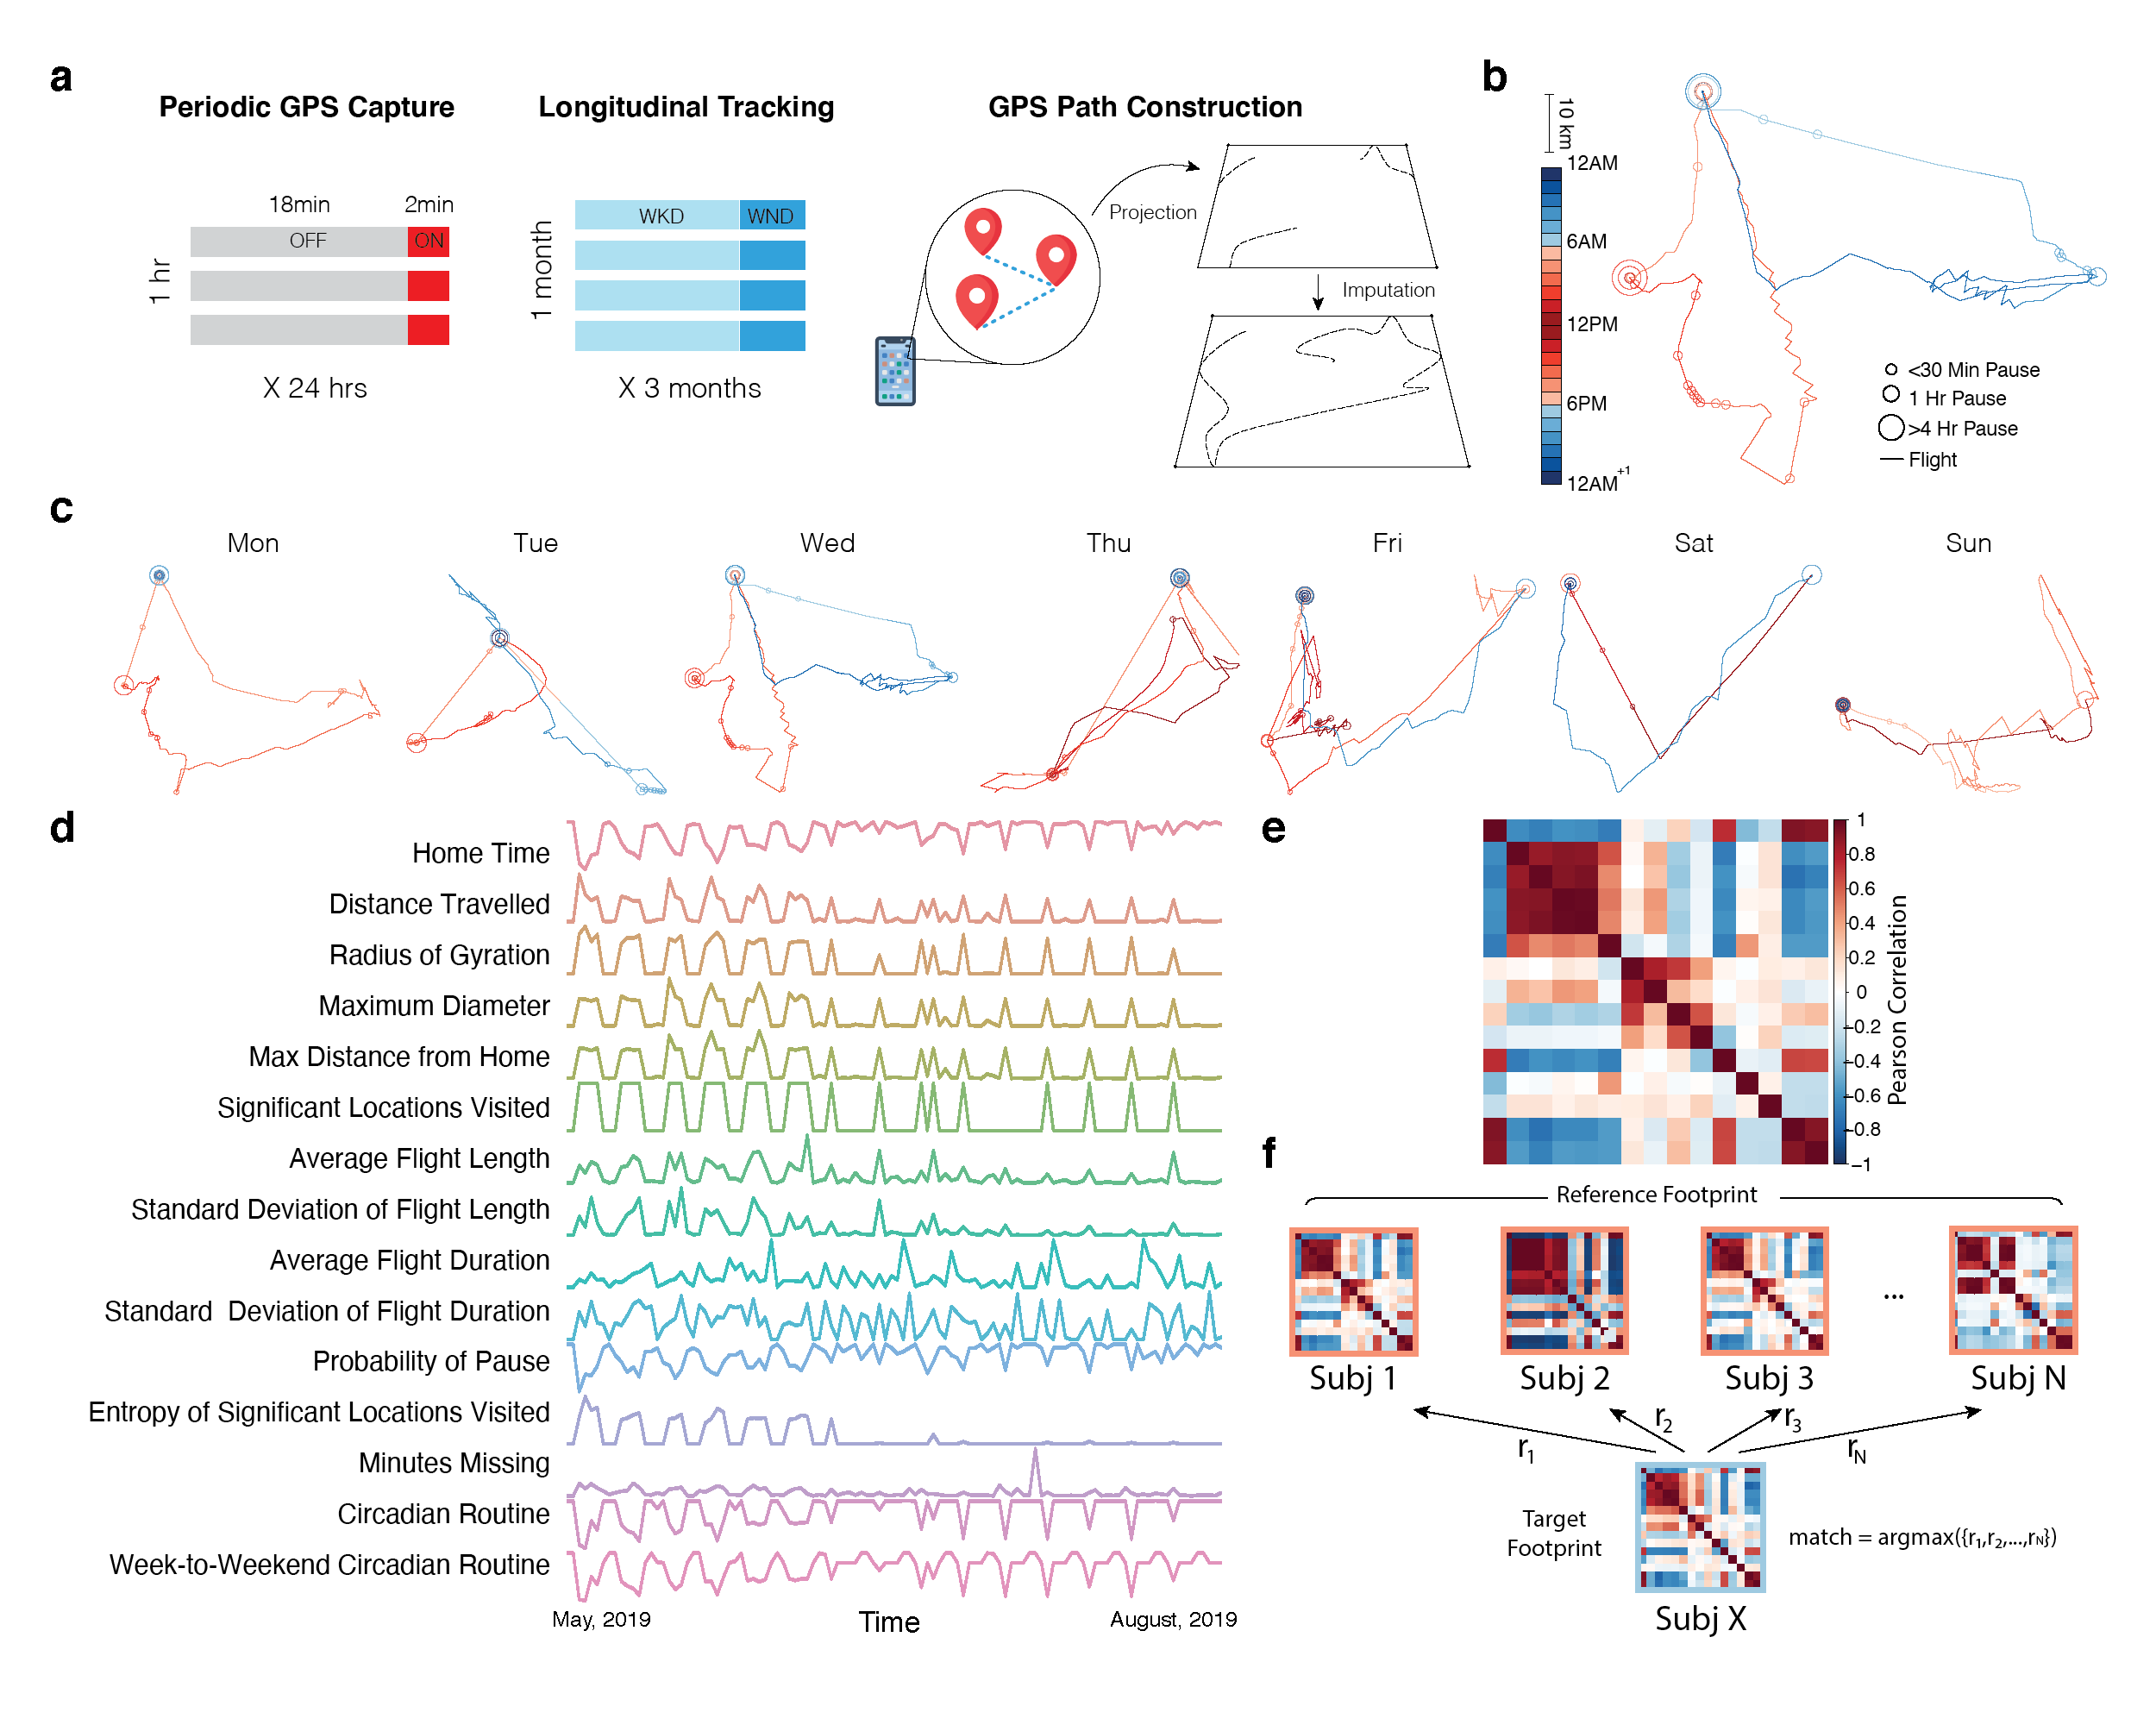 a
Periodic GPS Capture
Longitudinal Tracking
GPS Path Construction
18min
2min
OFF
ON
1 hr
X 24 hrs
WKD
WND
1 month
X 3 months
Projection
Imputation
b
10 km
12AM
6AM
12PM
6PM
12AM+1
<30 Min Pause
1 Hr Pause
>4 Hr Pause
Flight
c
Mon
Tue
Wed
Thu
Fri
Sat
Sun
d
Home Time
Distance Travelled
Radius of Gyration
Maximum Diameter
Max Distance from Home
Significant Locations Visited
Average Flight Length
Standard Deviation of Flight Length
Average Flight Duration
Standard Deviation of Flight Duration
Probability of Pause
Entropy of Significant Locations Visited
Minutes Missing
Circadian Routine
Week-to-Weekend Circadian Routine
May, 2019
Time
August, 2019
e
1
0.8
0.6
0.4
0.2
0
-0.2
-0.4
-0.6
-0.8
-1
Pearson Correlation
f
Reference Footprint
...
Subj 1
Subj 2
Subj 3
Subj N
r1
r2
r3
rN
Target
Footprint
match = argmax({r1,r2,...,rN})
Subj X